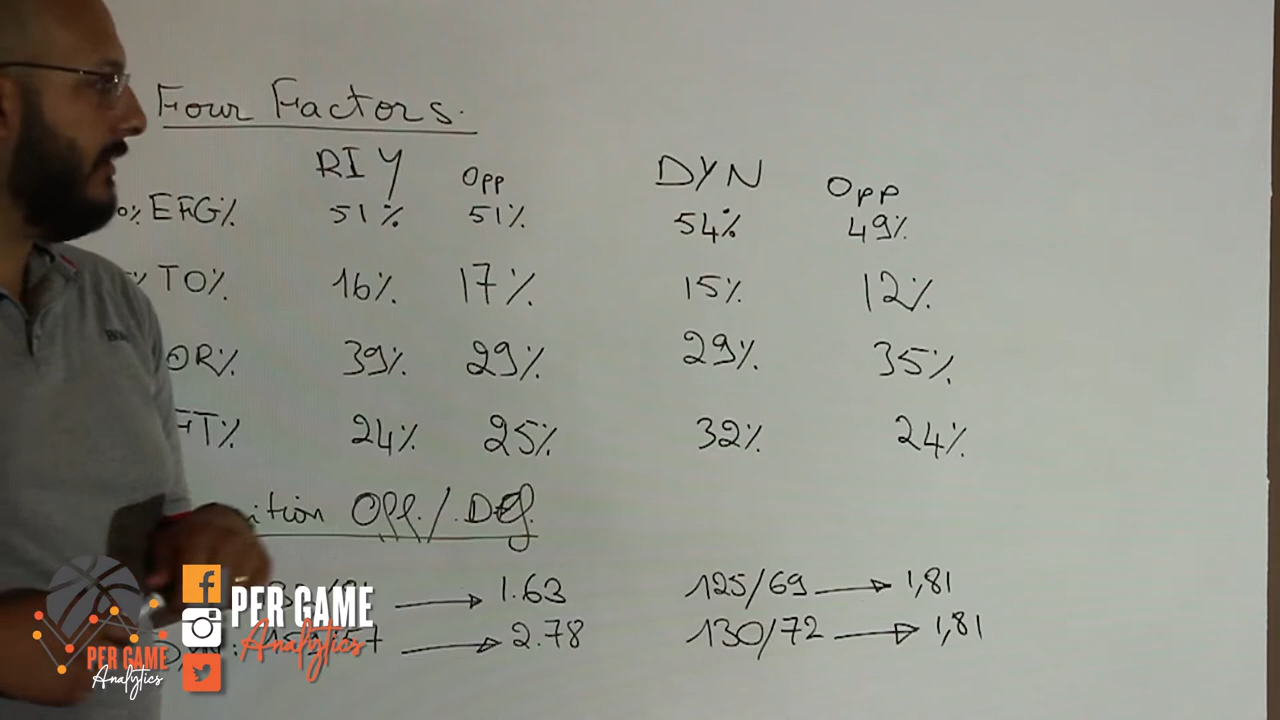 Four Factors.
RIY Opp DYN Opp
0% EFG% 51% 51% 54% 49%
% TO% 16% 17% 15% 12%
OR% 39% 29% 29% 35%
FT% 24% 25% 32% 24%
ition Off./.Def.
→ 1.63 125/69 → 1,81
→ 2.78 130/72 → 1,81
PER GAME
Analytics
PER GAME
Analytics